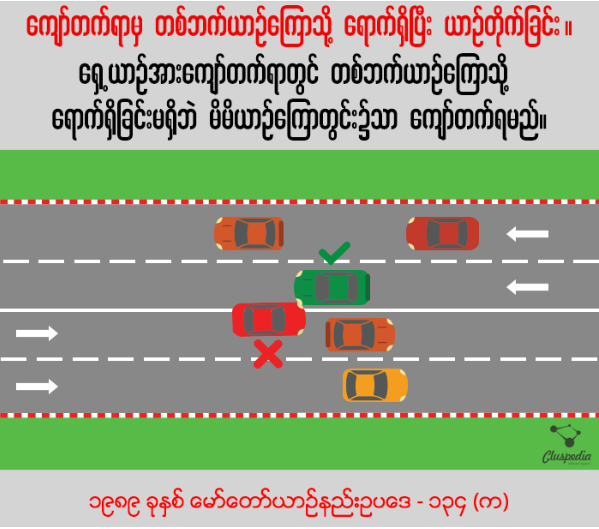 ကျော်တက်ရာမှ တစ်ဘက်ယာဉ်ကြောသို့ ရောက်ရှိပြီး ယာဉ်တိုက်ခြင်း။
ရှေ့ယာဉ်အားကျော်တက်ရာတွင် တစ်ဘက်ယာဉ်ကြောသို့
ရောက်ရှိခြင်းမရှိဘဲ မိမိယာဉ်ကြောတွင်း၌သာ ကျော်တက်ရမည်။
Cluspedia
၁၉၈၉ ခုနှစ် မော်တော်ယာဉ်နည်းဥပဒေ - ၁၃၄ (က)